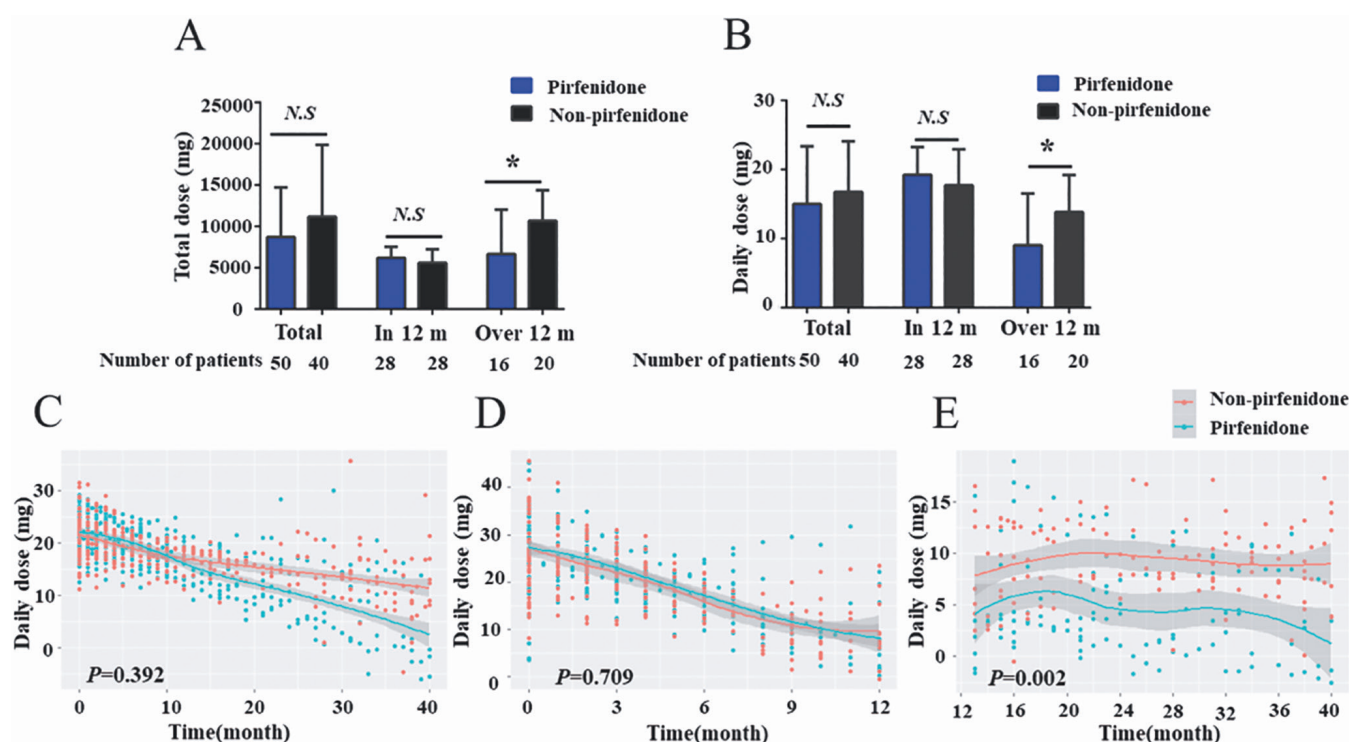 A
Pirfenidone
Non-pirfenidone
Total dose (mg)
25000
20000
15000
10000
5000
0
N.S
N.S
*
Total
In 12 m
Over 12 m
Number of patients
50 40 28 28 16 20
B
Pirfenidone
Non-pirfenidone
Daily dose (mg)
30
20
10
0
N.S
N.S
*
Total
In 12 m
Over 12 m
Number of patients
50 40 28 28 16 20
C
Daily dose (mg)
30
20
10
0
P=0.392
0 10 20 30 40
Time(month)
D
Daily dose (mg)
40
30
20
10
0
P=0.709
0 3 6 9 12
Time(month)
E
Non-pirfenidone
Pirfenidone
Daily dose (mg)
15
10
5
0
P=0.002
12 16 20 24 28 32 36 40
Time(month)